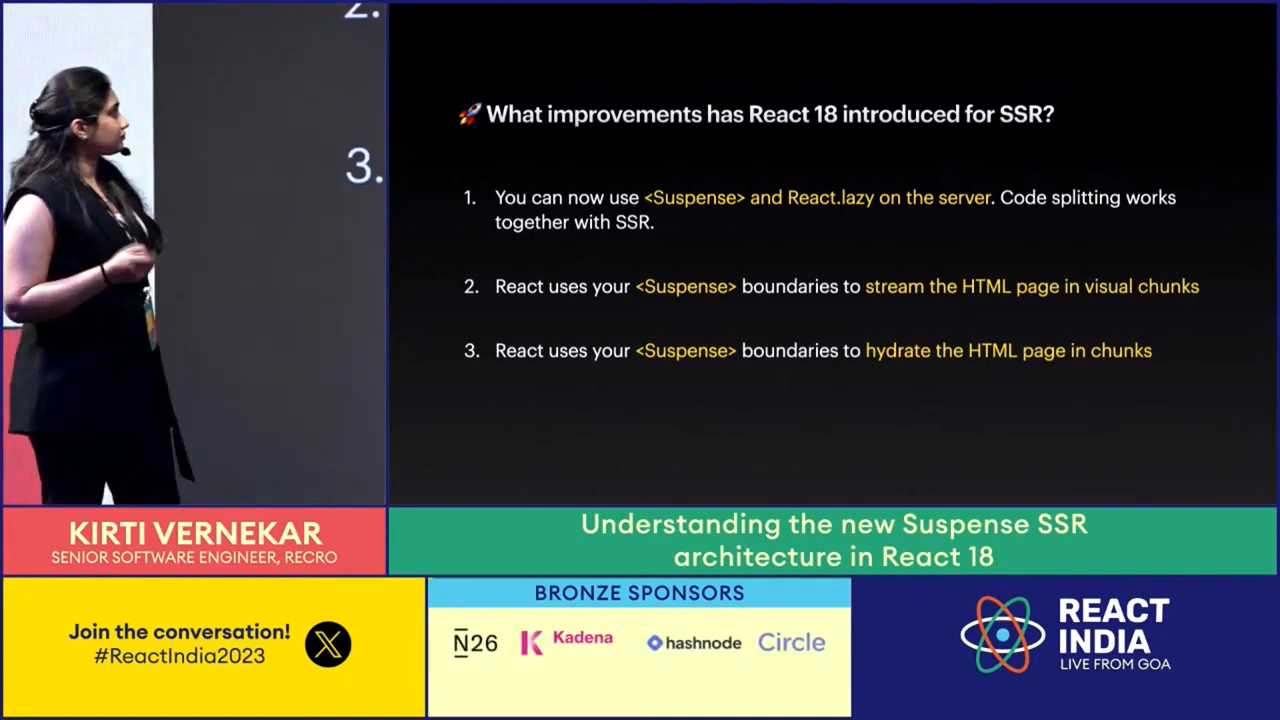 2.
3.
🚀 What improvements has React 18 introduced for SSR?
1. You can now use <Suspense> and React.lazy on the server. Code splitting works
together with SSR.
2. React uses your <Suspense> boundaries to stream the HTML page in visual chunks
3. React uses your <Suspense> boundaries to hydrate the HTML page in chunks
KIRTI VERNEKAR
SENIOR SOFTWARE ENGINEER, RECRO
Understanding the new Suspense SSR
architecture in React 18
Join the conversation!
#ReactIndia2023
X
BRONZE SPONSORS
N26
Kadena
hashnode
Circle
REACT
INDIA
LIVE FROM GOA